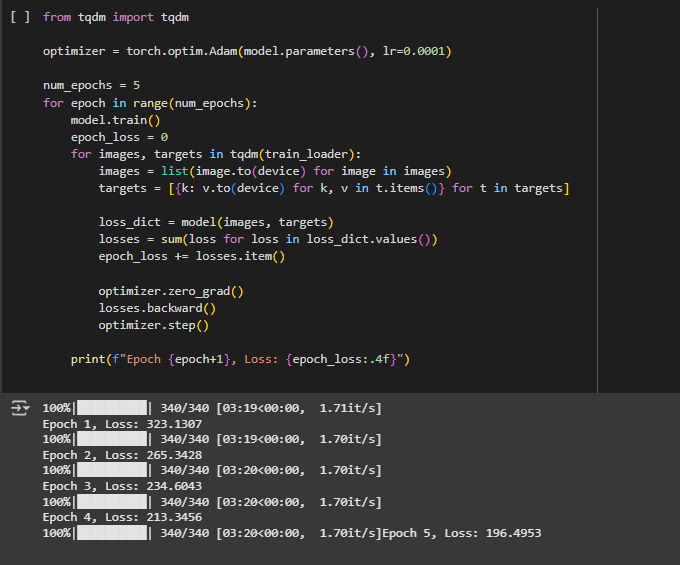 [ ] from tqdm import tqdm
optimizer = torch.optim.Adam(model.parameters(), lr=0.0001)
num_epochs = 5
for epoch in range(num_epochs):
    model.train()
    epoch_loss = 0
    for images, targets in tqdm(train_loader):
        images = list(image.to(device) for image in images)
        targets = [{k: v.to(device) for k, v in t.items()} for t in targets]
        loss_dict = model(images, targets)
        losses = sum(loss for loss in loss_dict.values())
        epoch_loss += losses.item()
        optimizer.zero_grad()
        losses.backward()
        optimizer.step()
    print(f"Epoch {epoch+1}, Loss: {epoch_loss:.4f}")
100%|██████████| 340/340 [03:19<00:00,  1.71it/s]
Epoch 1, Loss: 323.1307
100%|██████████| 340/340 [03:19<00:00,  1.70it/s]
Epoch 2, Loss: 265.3428
100%|██████████| 340/340 [03:20<00:00,  1.70it/s]
Epoch 3, Loss: 234.6043
100%|██████████| 340/340 [03:20<00:00,  1.70it/s]
Epoch 4, Loss: 213.3456
100%|██████████| 340/340 [03:20<00:00,  1.70it/s]Epoch 5, Loss: 196.4953